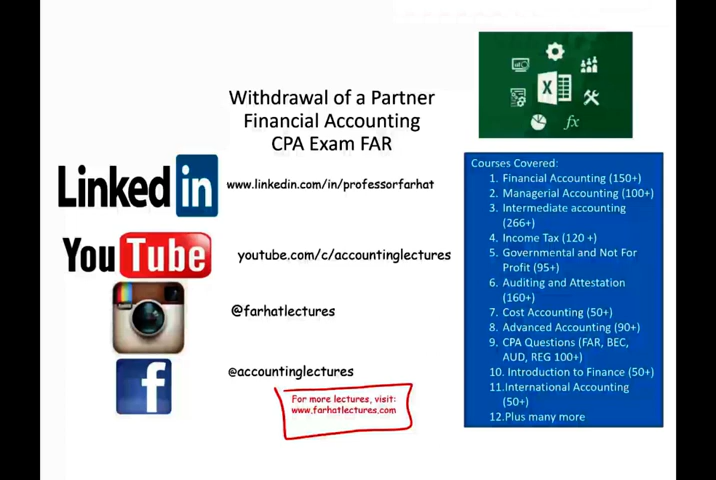 Withdrawal of a Partner
Financial Accounting
CPA Exam FAR
Linked in
www.linkedin.com/in/professorfarhat
You Tube
youtube.com/c/accountinglectures
@farhatlectures
f
@accountinglectures
For more lectures, visit:
www.farhatlectures.com
X
fx
Courses Covered:
1. Financial Accounting (150+)
2. Managerial Accounting (100+)
3. Intermediate accounting
(266+)
4. Income Tax (120 +)
5. Governmental and Not For
Profit (95+)
6. Auditing and Attestation
(160+)
7. Cost Accounting (50+)
8. Advanced Accounting (90+)
9. CPA Questions (FAR, BEC,
AUD, REG 100+)
10. Introduction to Finance (50+)
11.International Accounting
(50+)
12.Plus many more